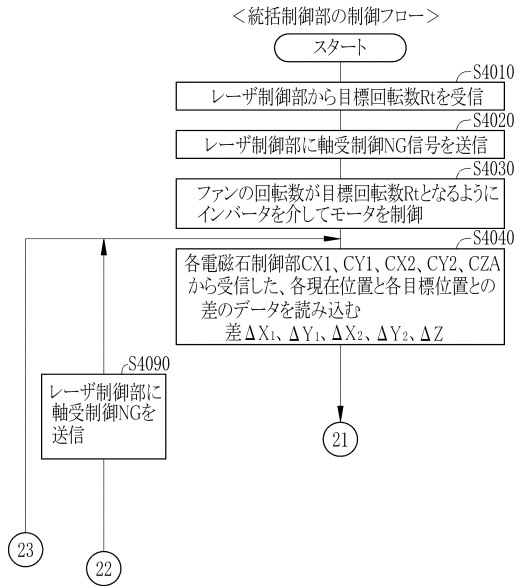 ＜統括制御部の制御フロー＞
スタート
S4010
レーザ制御部から目標回転数Rtを受信
S4020
レーザ制御部に軸受制御NG信号を送信
S4030
ファンの回転数が目標回転数Rtとなるように
インバータを介してモータを制御
S4040
各電磁石制御部CX1、CY1、CX2、CY2、CZA
から受信した、各現在位置と各目標位置との
差のデータを読み込む
差ΔX₁、ΔY₁、ΔX₂、ΔY₂、ΔZ
S4090
レーザ制御部に
軸受制御NGを
送信
21
23
22